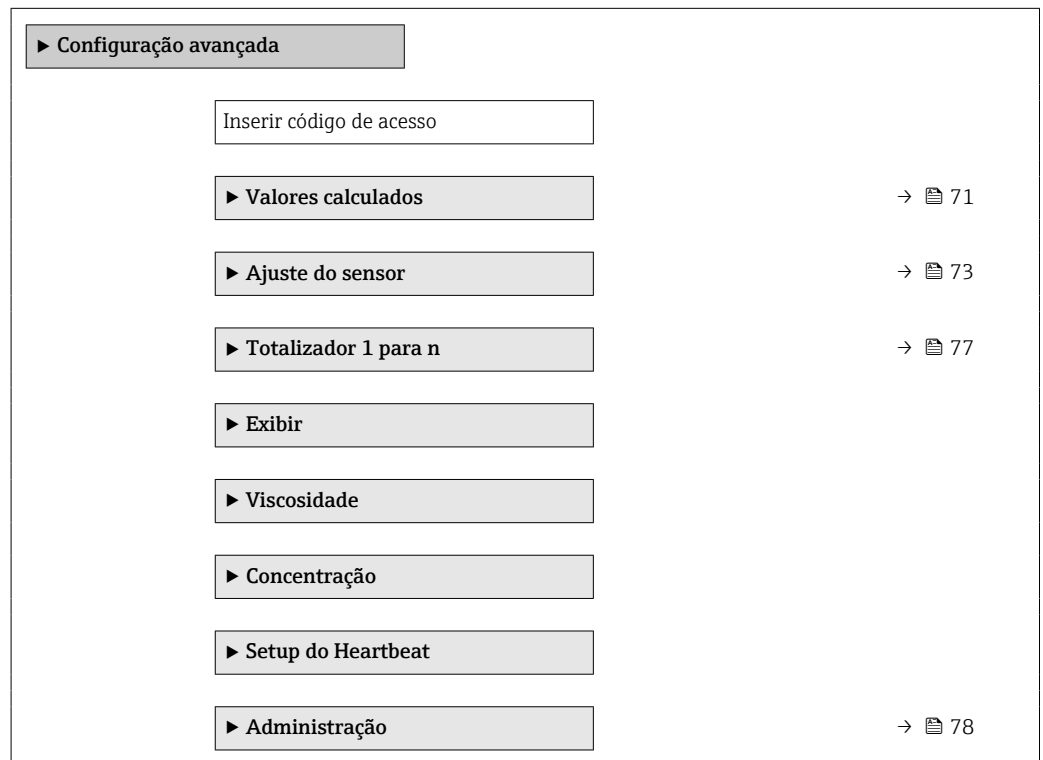 ▶ Configuração avançada
Inserir código de acesso
▶ Valores calculados → 71
▶ Ajuste do sensor → 73
▶ Totalizador 1 para n → 77
▶ Exibir
▶ Viscosidade
▶ Concentração
▶ Setup do Heartbeat
▶ Administração → 78